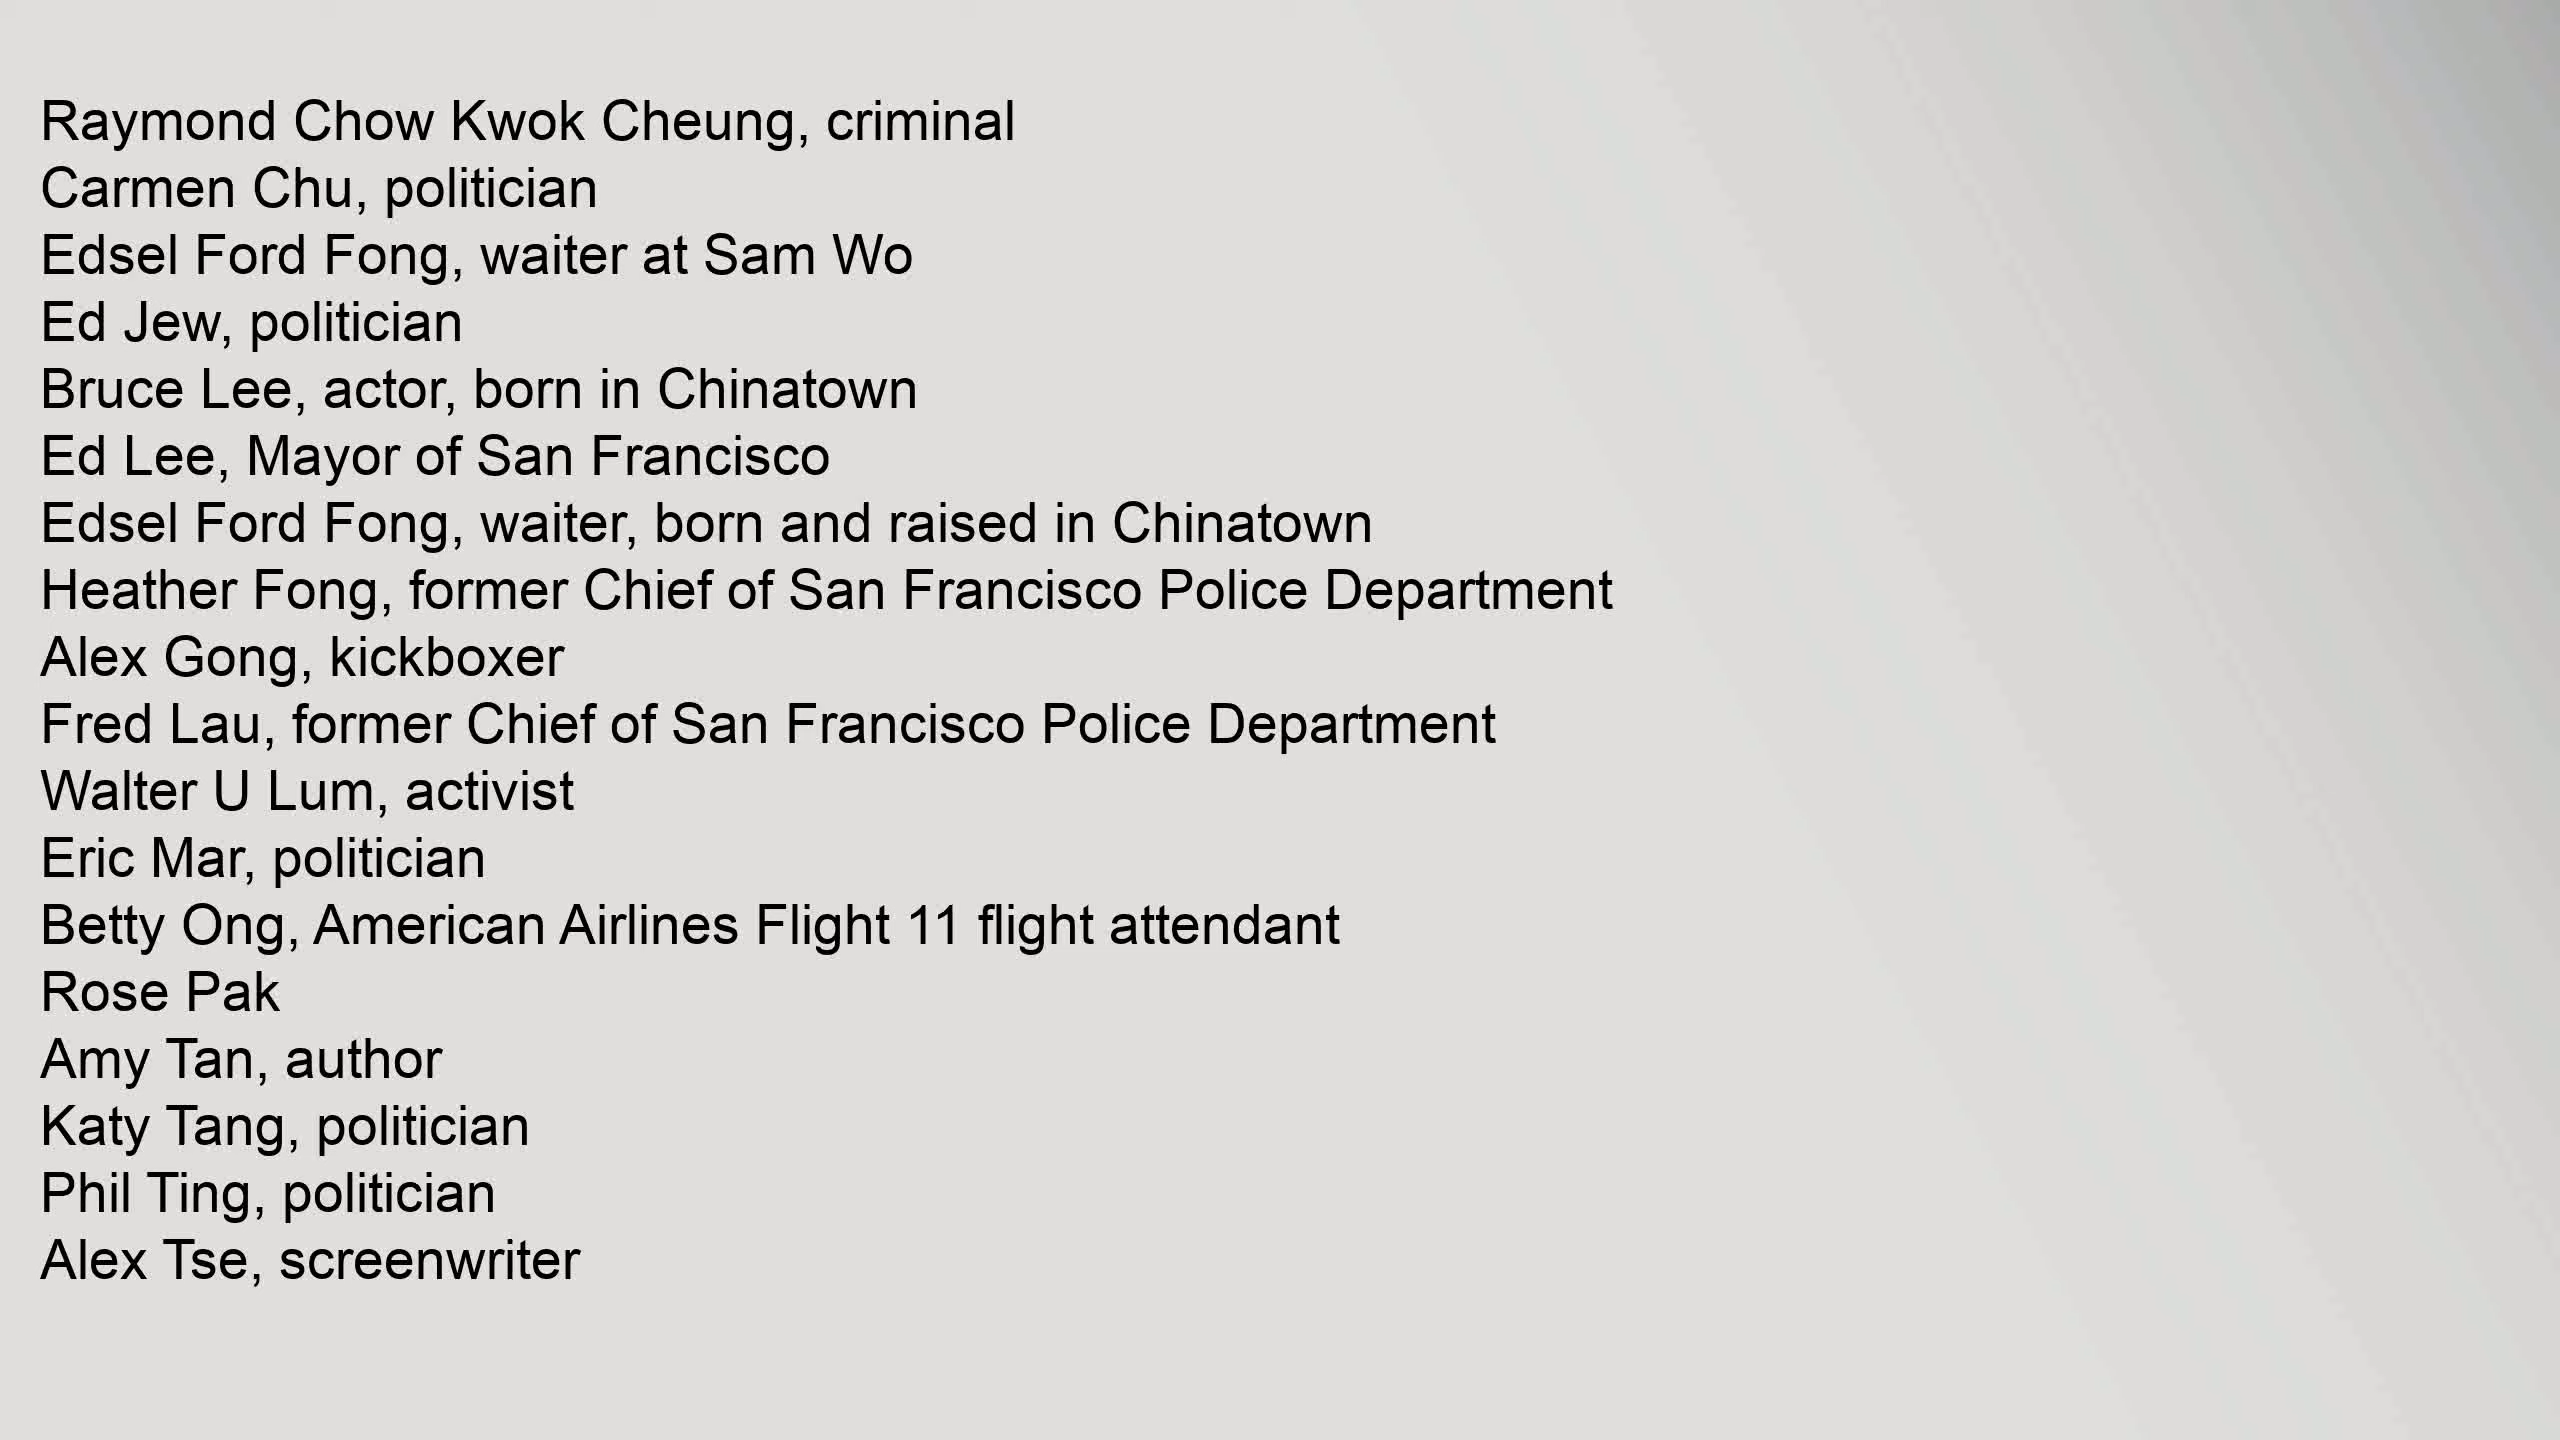 Raymond Chow Kwok Cheung, criminal
Carmen Chu, politician
Edsel Ford Fong, waiter at Sam Wo
Ed Jew, politician
Bruce Lee, actor, born in Chinatown
Ed Lee, Mayor of San Francisco
Edsel Ford Fong, waiter, born and raised in Chinatown
Heather Fong, former Chief of San Francisco Police Department
Alex Gong, kickboxer
Fred Lau, former Chief of San Francisco Police Department
Walter U Lum, activist
Eric Mar, politician
Betty Ong, American Airlines Flight 11 flight attendant
Rose Pak
Amy Tan, author
Katy Tang, politician
Phil Ting, politician
Alex Tse, screenwriter